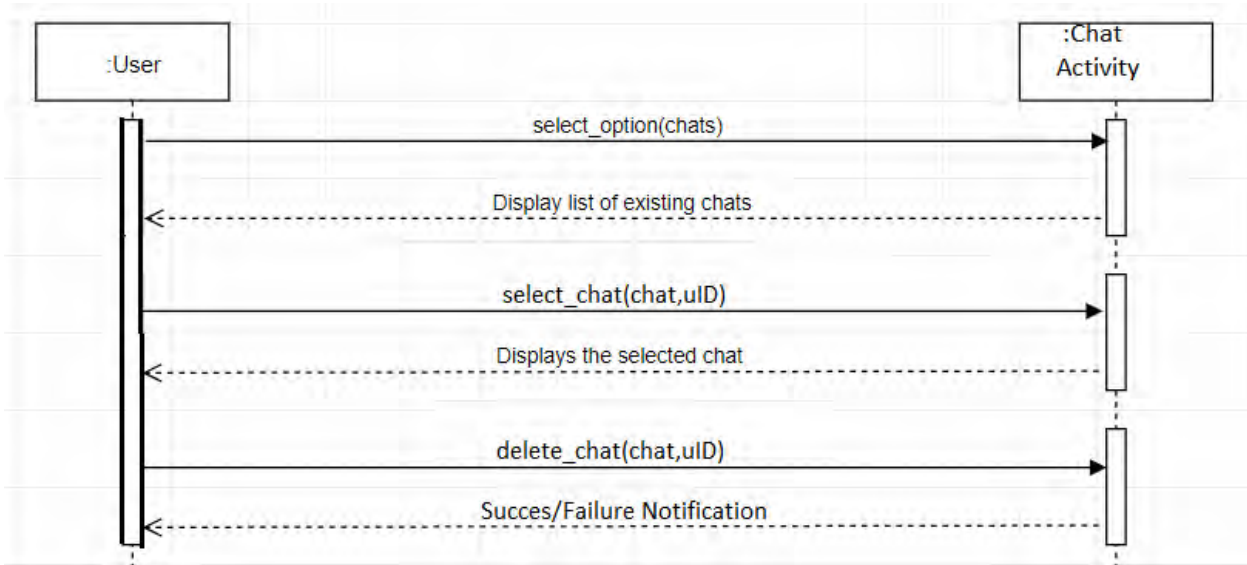 :User
:Chat
Activity
select_option(chats)
Display list of existing chats
select_chat(chat,uID)
Displays the selected chat
delete_chat(chat,uID)
Succes/Failure Notification